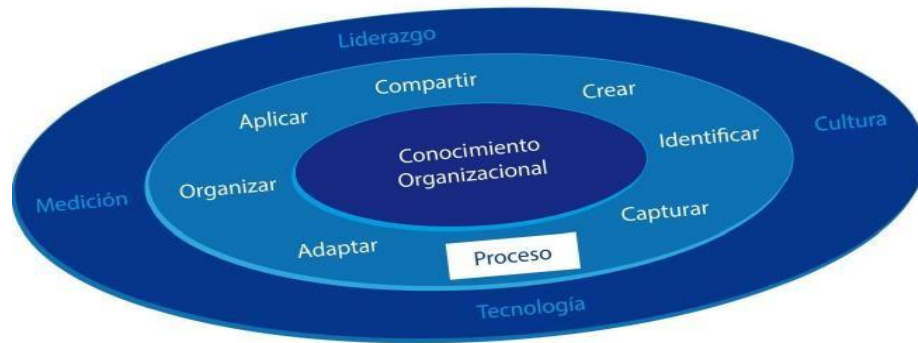 Liderazgo
Compartir
Crear
Aplicar
Cultura
Identificar
Conocimiento
Organizacional
Organizar
Medición
Capturar
Adaptar
Proceso
Tecnología